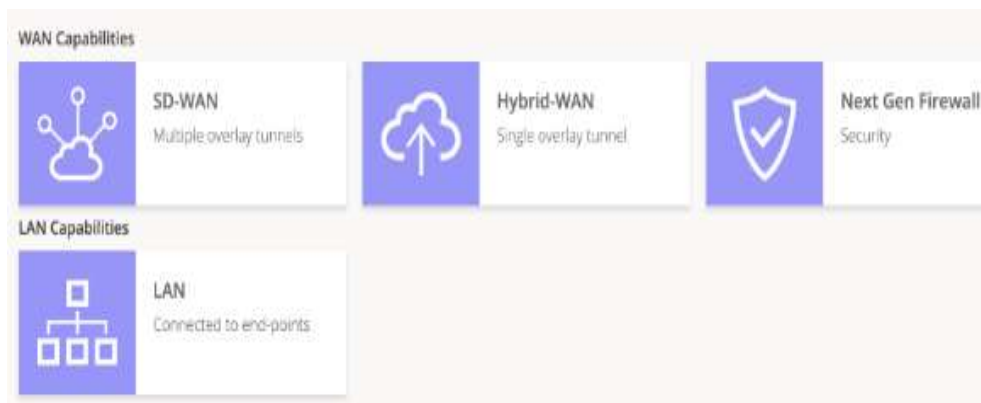 WAN Capabilities
SD-WAN
Multiple overlay tunnels
Hybrid-WAN
Single overlay tunnel
Next Gen Firewall
Security
LAN Capabilities
LAN
Connected to end-points